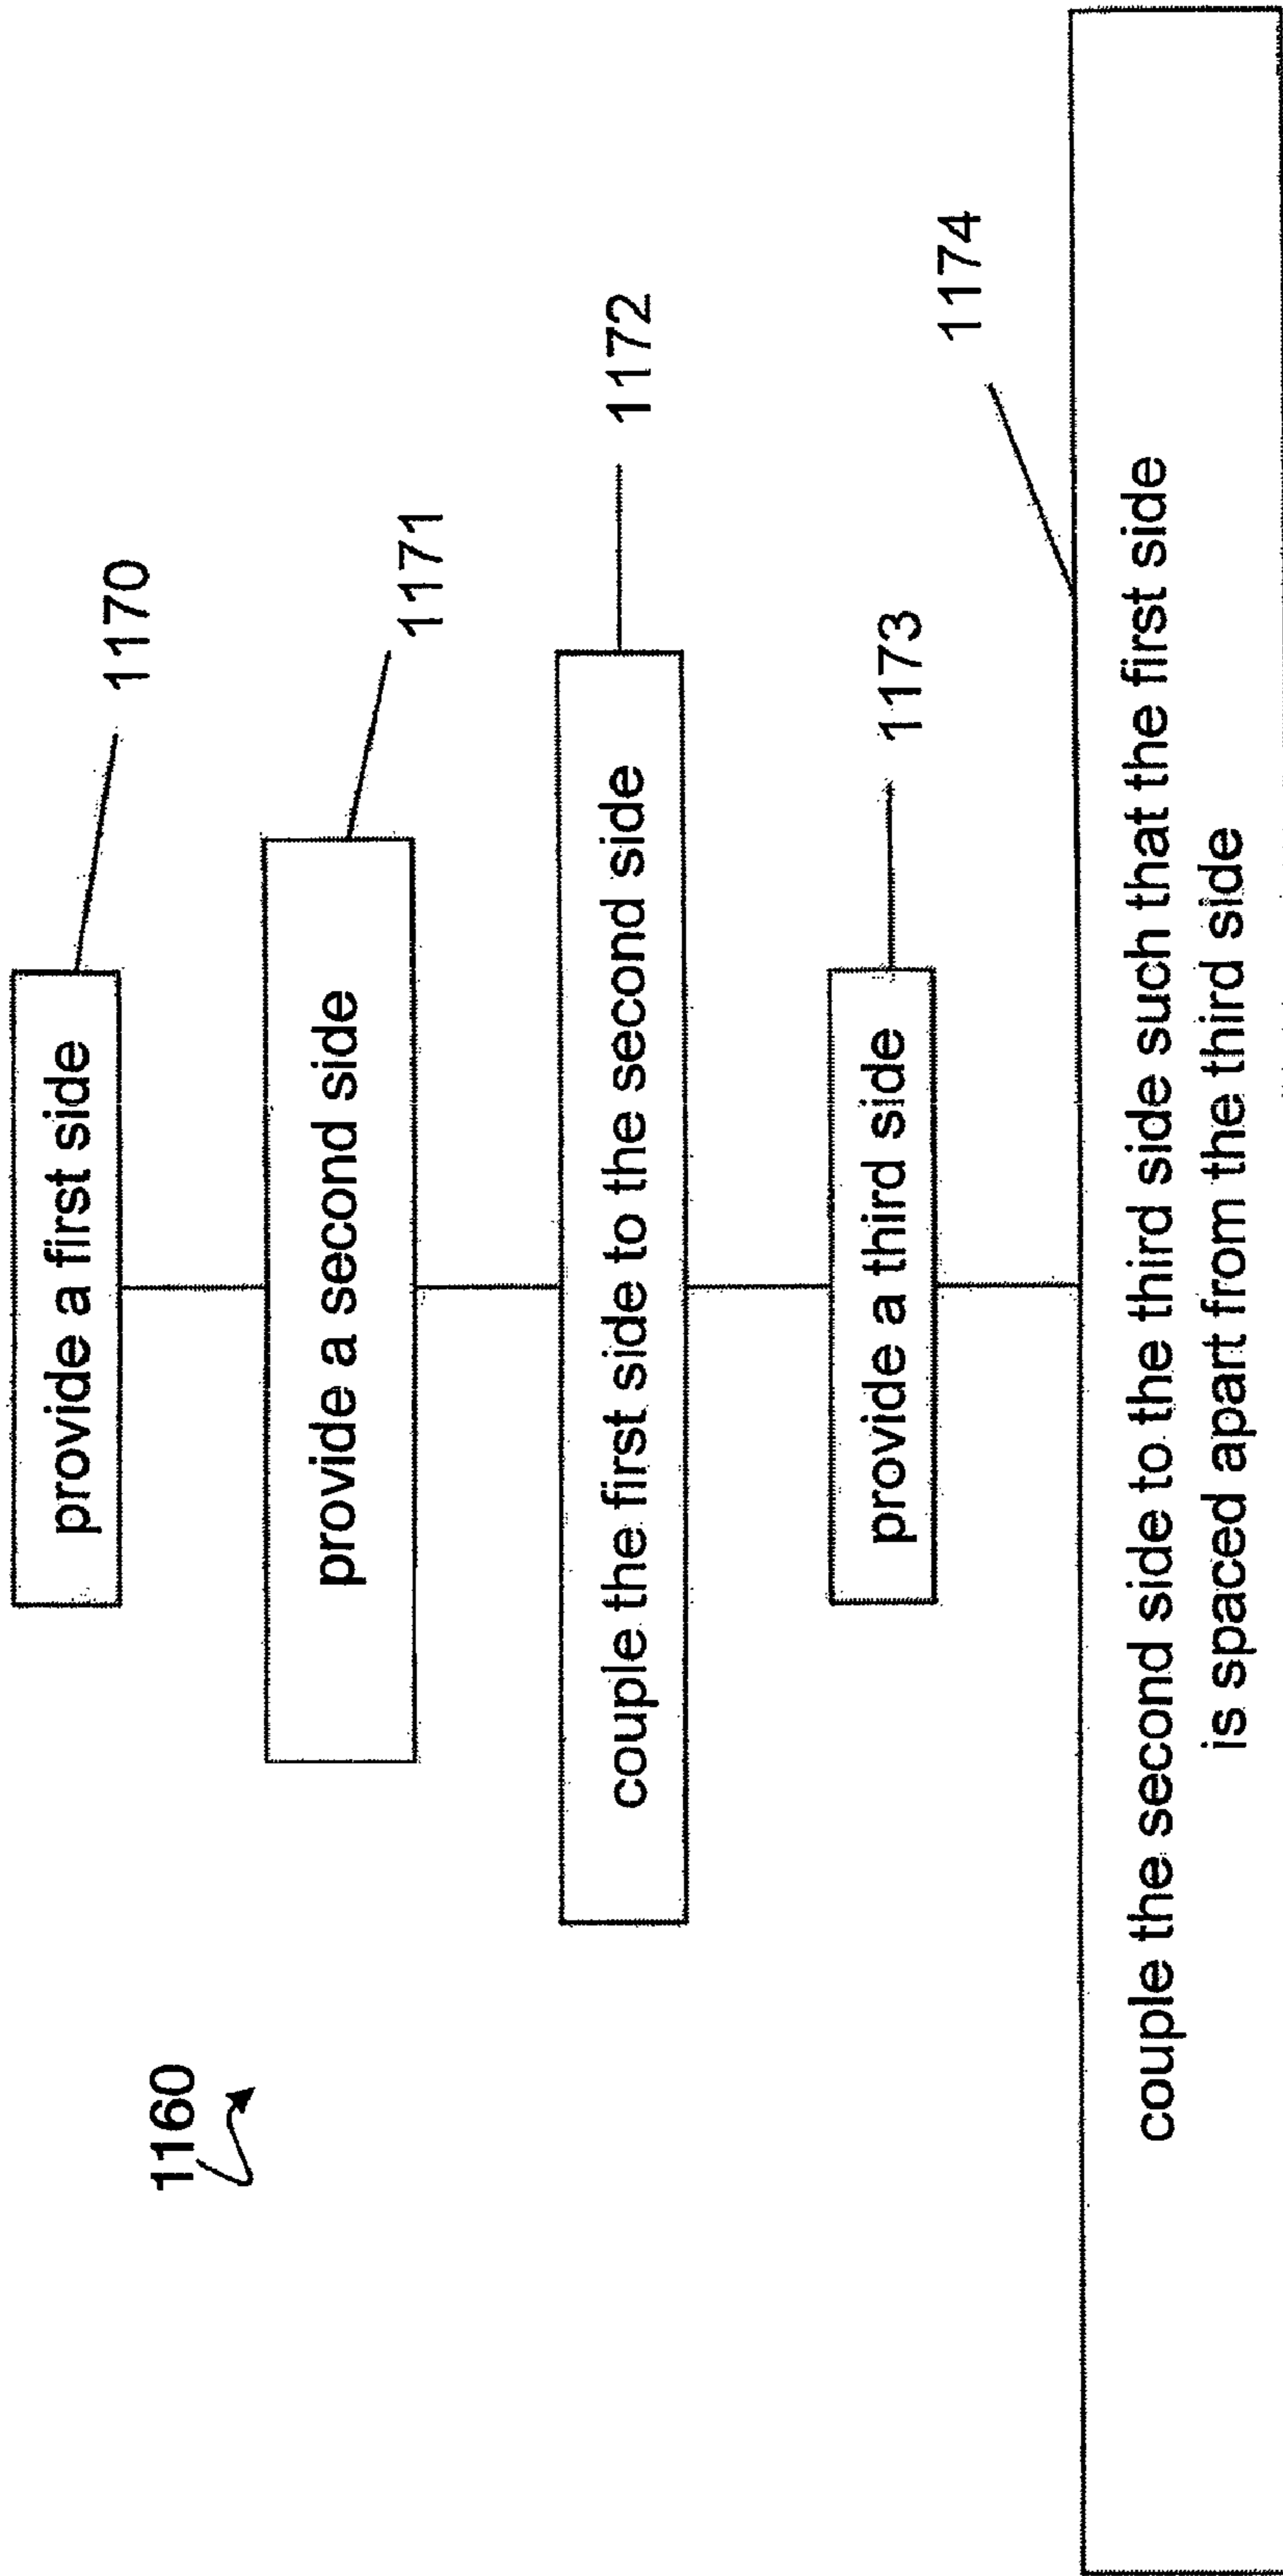 1160
provide a first side
1170
provide a second side
1171
couple the first side to the second side
1172
provide a third side
1173
1174
couple the second side to the third side such that the first side
is spaced apart from the third side